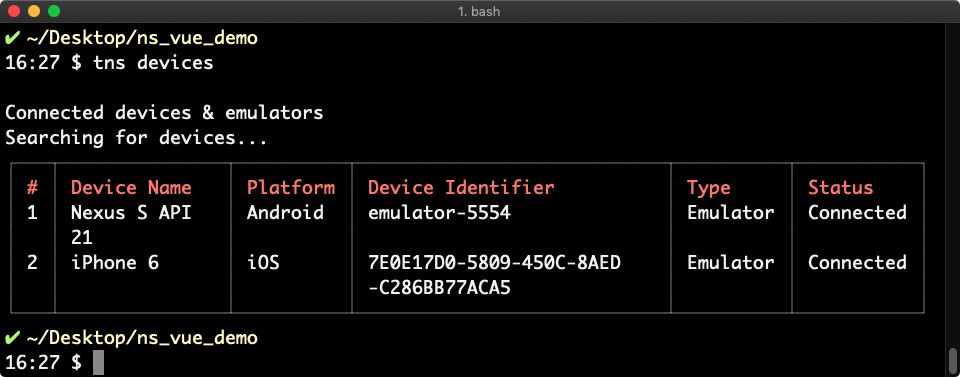 1. bash
✔ ~/Desktop/ns_vue_demo
16:27 $ tns devices
Connected devices & emulators
Searching for devices...
# Device Name Platform Device Identifier Type Status
1 Nexus S API Android emulator-5554 Emulator Connected
21
2 iPhone 6 iOS 7E0E17D0-5809-450C-8AED Emulator Connected
-C286BB77ACA5
✔ ~/Desktop/ns_vue_demo
16:27 $